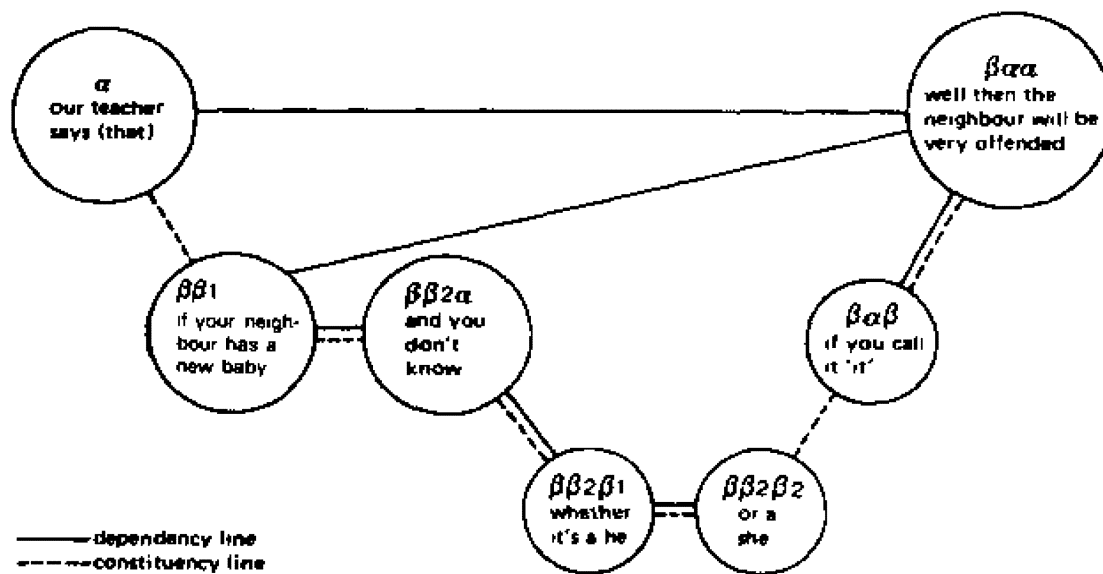 α
Our teacher
says (that)
βαα
well then the
neighbour will be
very offended
ββ1
if your neigh-
bour has a
new baby
ββ2α
and you
don't
know
βαβ
if you call
it 'it'
ββ2β1
whether
it's a he
ββ2β2
or a
she
dependency line
constituency line